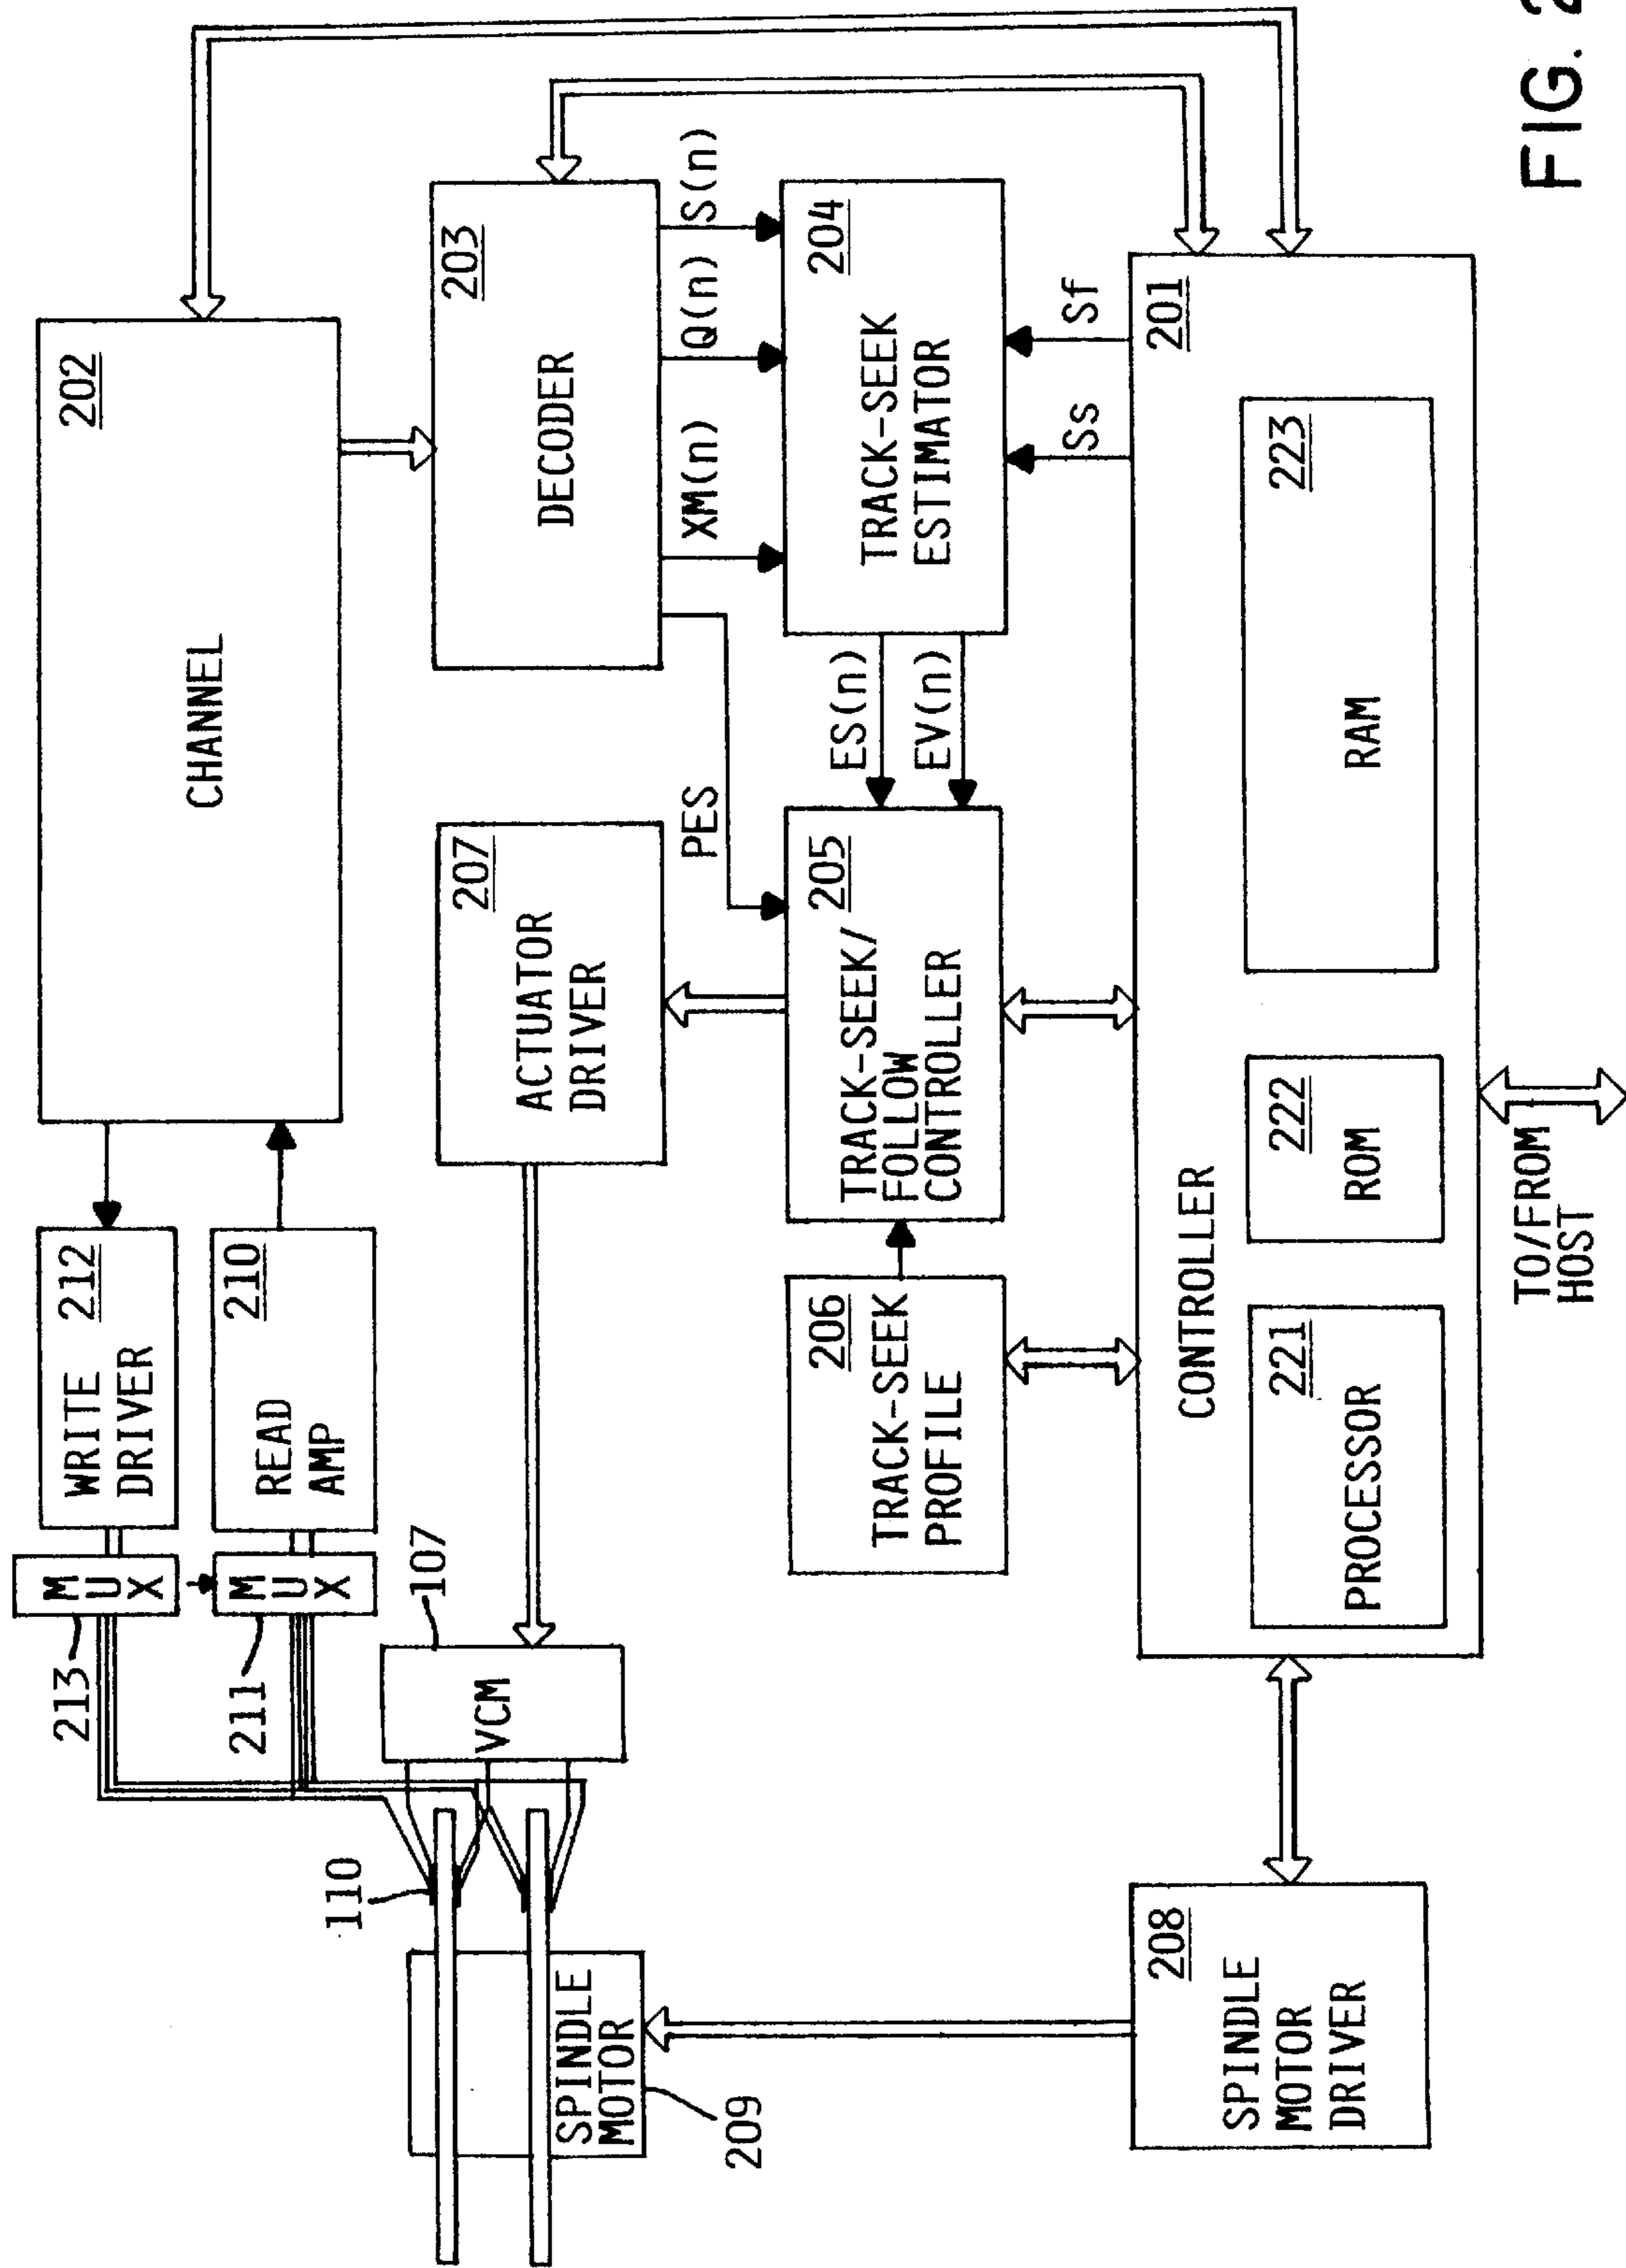 213
MUX
WRITE 212
DRIVER
CHANNEL
202
211
MUX
READ
AMP
210
110
107
VCM
ACTUATOR
DRIVER
207
DECODER
203
SPINDLE
MOTOR
209
PES
XM(n)
Q(n)
S(n)
TRACK-SEEK
PROFILE
206
TRACK-SEEK/
FOLLOW
CONTROLLER
205
ES(n)
EV(n)
TRACK-SEEK
ESTIMATOR
204
Ss
Sf
SPINDLE
MOTOR
DRIVER
208
CONTROLLER
201
PROCESSOR
221
ROM
222
RAM
223
TO/FROM
HOST
FIG. 2